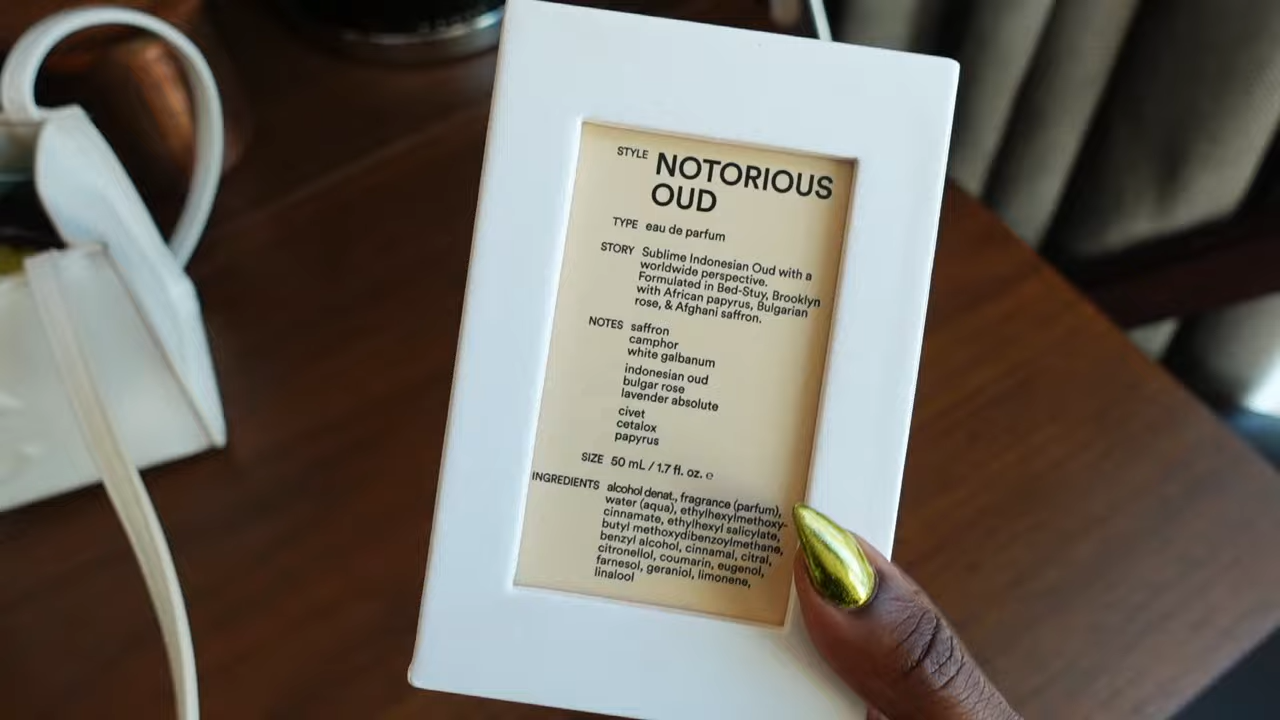 STYLE NOTORIOUS
OUD
TYPE eau de parfum
STORY Sublime Indonesian Oud with a
worldwide perspective.
Formulated in Bed-Stuy, Brooklyn
with African papyrus, Bulgarian
rose, & Afghani saffron.
NOTES saffron
camphor
white galbanum
indonesian oud
bulgar rose
lavender absolute
civet
cetalox
papyrus
SIZE 50 mL / 1.7 fl. oz. ℮
INGREDIENTS alcohol denat., fragrance (parfum),
water (aqua), ethylhexylmethoxy-
cinnamate, ethylhexyl salicylate,
butyl methoxydibenzoylmethane,
benzyl alcohol, cinnamal, citral,
citronellol, coumarin, eugenol,
farnesol, geraniol, limonene,
linalool